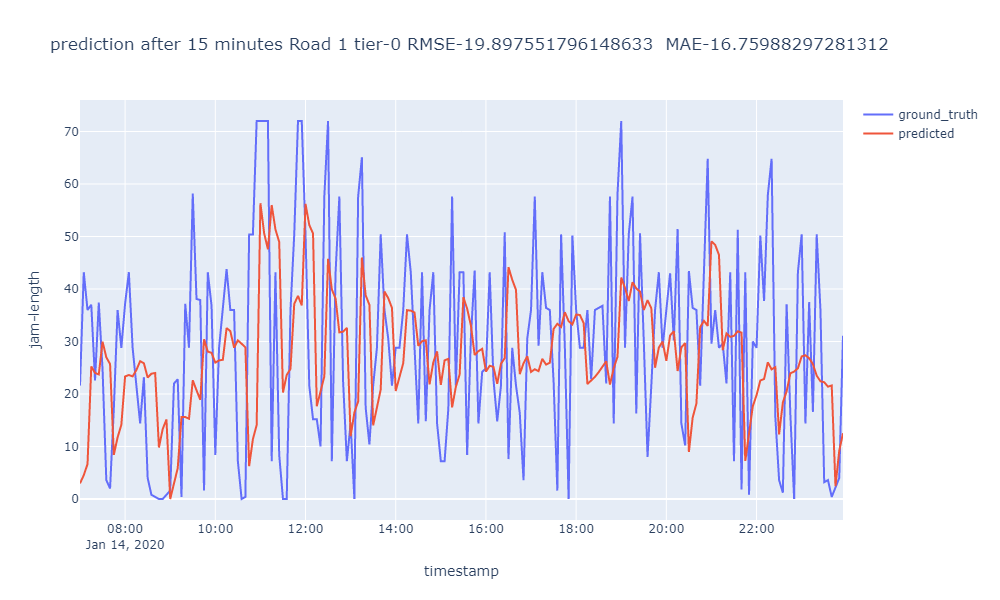 prediction after 15 minutes Road 1 tier-0 RMSE-19.897551796148633 MAE-16.75988297281312
ground_truth
predicted
70
60
50
40
30
20
10
0
jam-length
08:00 10:00 12:00 14:00 16:00 18:00 20:00 22:00
Jan 14, 2020
timestamp